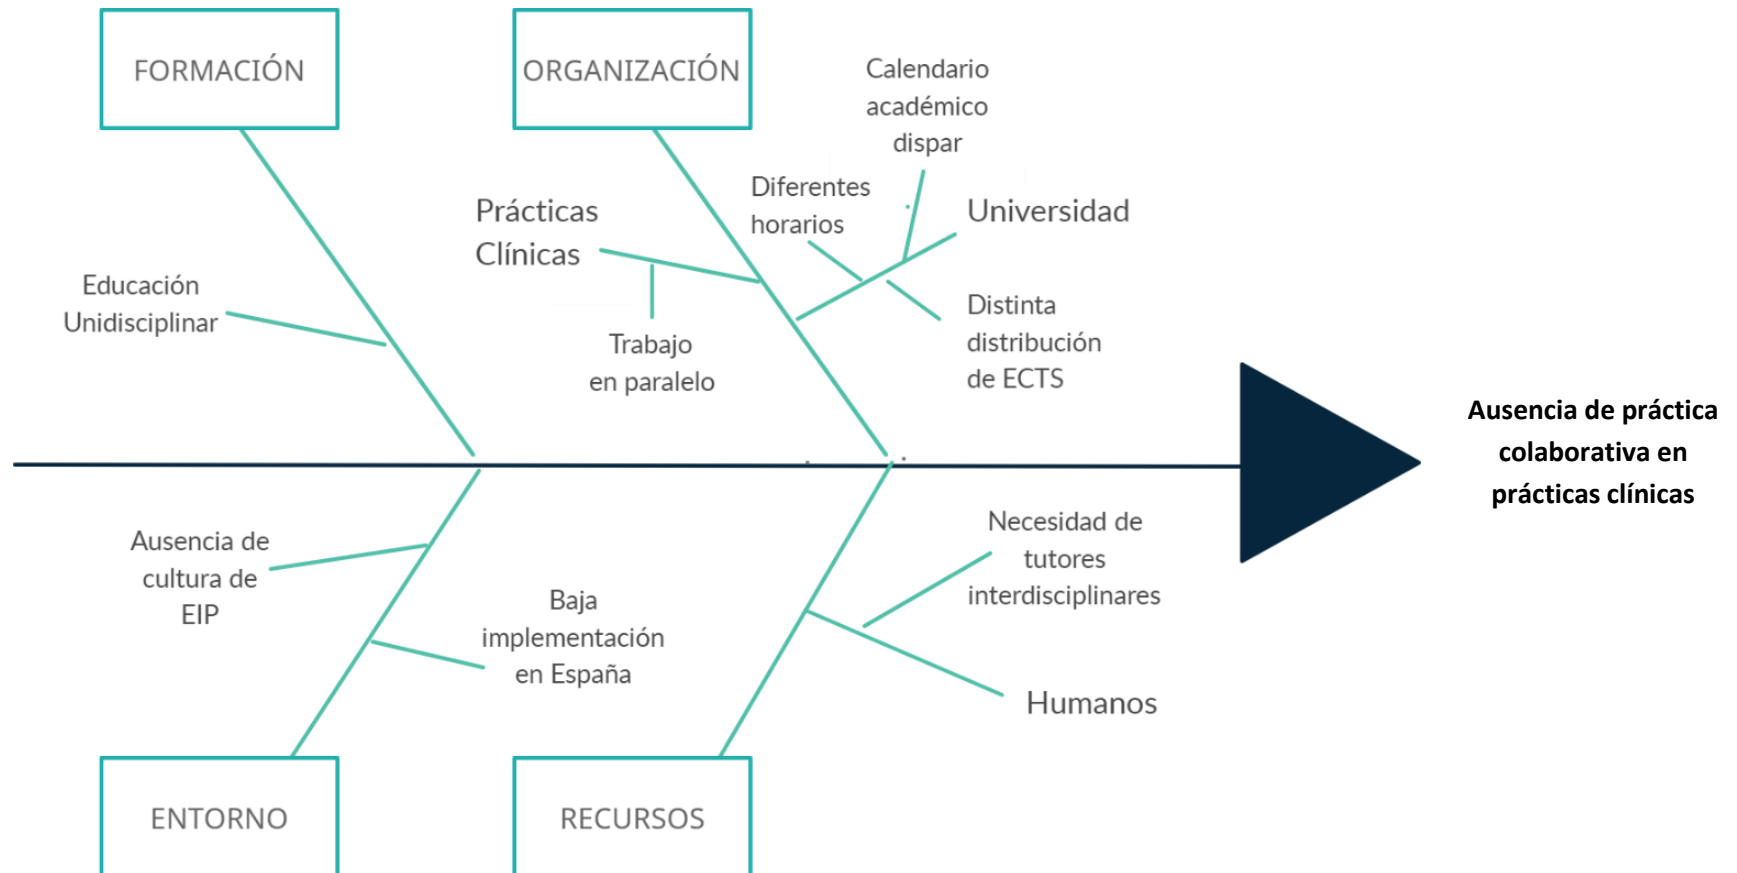 FORMACIÓN
ORGANIZACIÓN
Calendario
académico
dispar
Diferentes
horarios
Prácticas
Clínicas
Universidad
Educación
Unidisciplinar
Trabajo
en paralelo
Distinta
distribución
de ECTS
Ausencia de práctica
colaborativa en
prácticas clínicas
Ausencia de
cultura de
EIP
Baja
implementación
en España
Necesidad de
tutores
interdisciplinares
Humanos
ENTORNO
RECURSOS